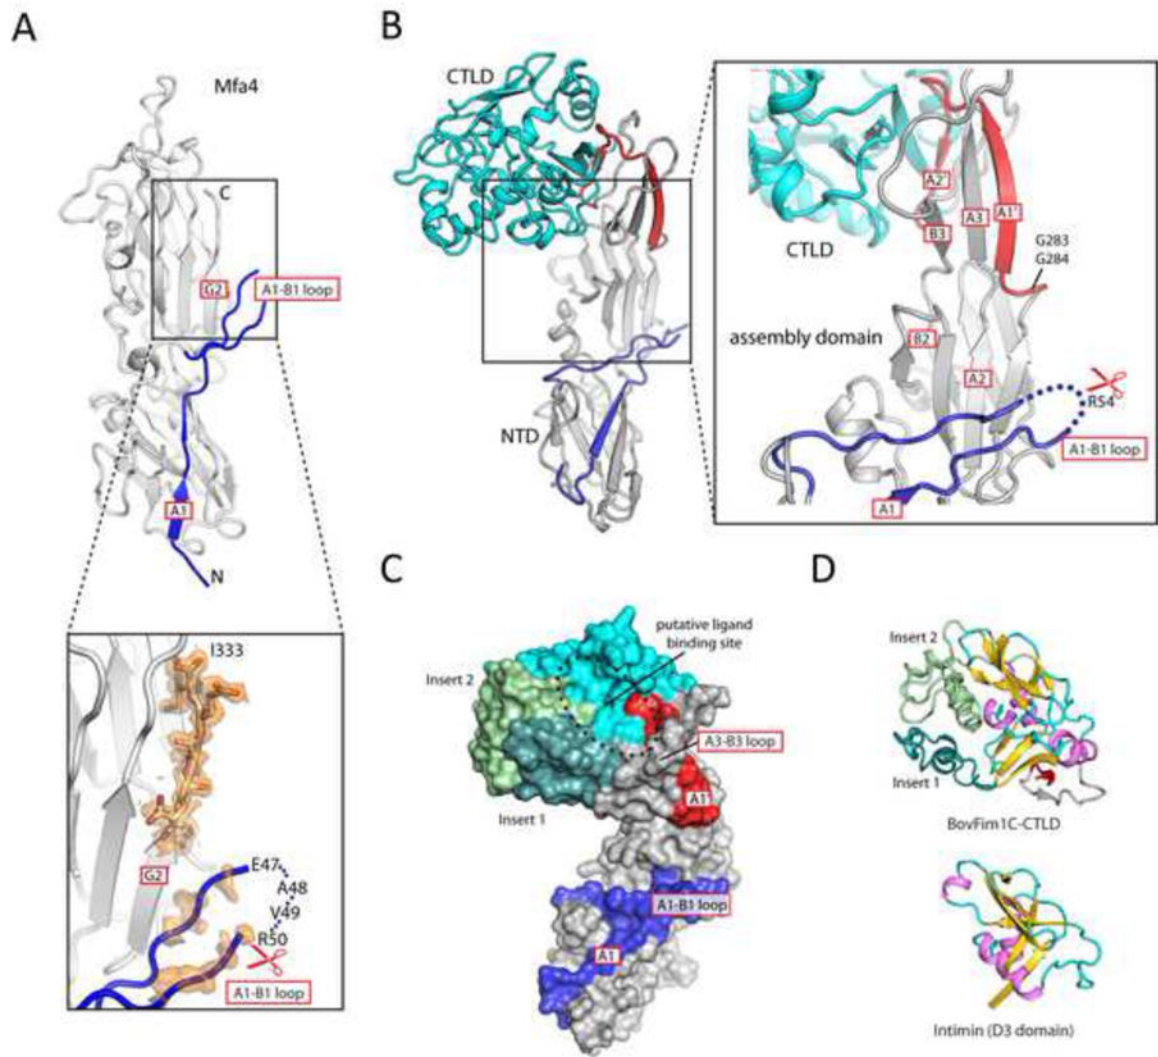 A
Mfa4
C
G2
A1-B1 loop
A1
N
I333
G2
E47
A48
V49
R50
A1-B1 loop
B
CTLD
NTD
A2'
A3
A1'
B3
CTLD
G283
G284
assembly domain
B2
A2
R54
A1-B1 loop
A1
C
putative ligand
binding site
Insert 2
A3-B3 loop
A1'
Insert 1
A1-B1 loop
A1
D
Insert 2
Insert 1
BovFim1C-CTLD
Intimin (D3 domain)